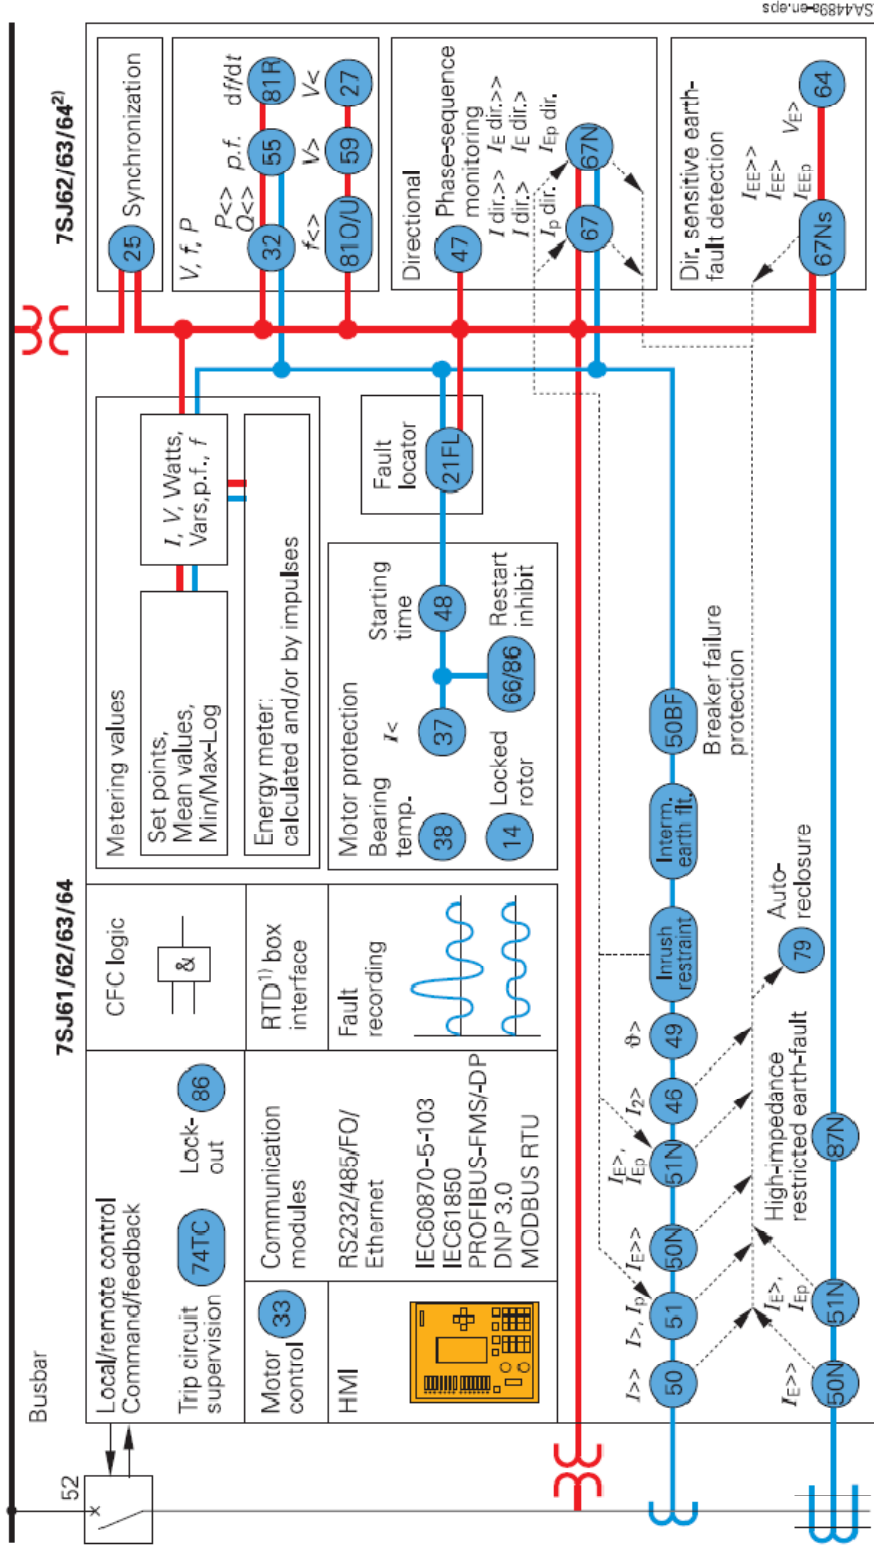 Busbar
7SJ61/62/63/64
7SJ62/63/64²⁾
52
Local/remote control
Command/feedback
Trip circuit
supervision
74TC
Lock-
out
86
Motor
control
33
HMI
Communication
modules
RS232/485/FO/
Ethernet
IEC60870-5-103
IEC61850
PROFIBUS-FMS/-DP
DNP 3.0
MODBUS RTU
CFC logic
&
RTD¹⁾ box
interface
Fault
recording
Metering values
Set points,
Mean values,
Min/Max-Log
I, V, Watts,
Vars,p.f., f
Energy meter:
calculated and/or by impulses
Motor protection
Bearing
temp.
38
I<
37
Starting
time
48
14
Locked
rotor
66/86
Restart
inhibit
Fault
locator
21FL
25
Synchronization
V, f, P
32
P<>
Q<>
55
p.f.
81R
df/dt
81O/U
f<>
59
V>
27
V<
Directional
47
Phase-sequence
monitoring
I dir.>>
I dir.>
Ip dir.
IE dir.>>
IE dir.>
IEp dir.
67
67N
Dir. sensitive earth-
fault detection
67Ns
IEE>>
IEE>
IEEp
VE>
64
I>>
50
I>, Ip
51
IE>>
50N
IE>,
IEp
51N
I2>
46
ϑ>
49
Inrush
restraint
Interm.
earth flt.
50BF
Breaker failure
protection
79
Auto-
reclosure
High-impedance
restricted earth-fault
IE>>
50N
IE>,
IEp
51N
87N